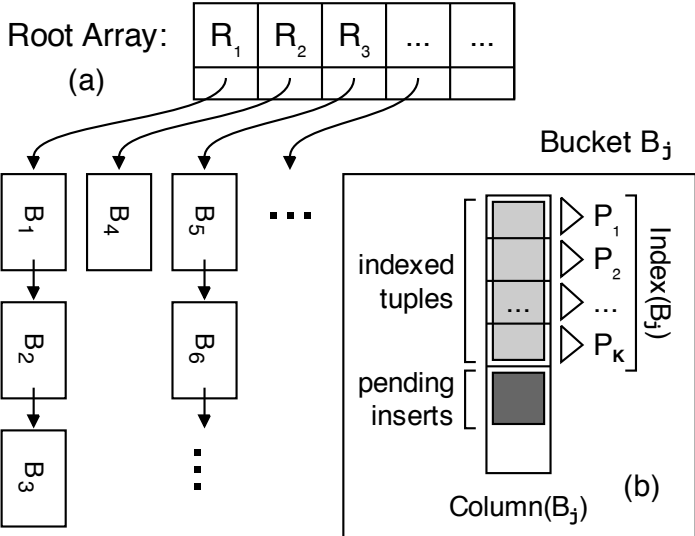 Root Array: R1 R2 R3 ... ...
(a)
Bucket Bj
B1 B4 B5 ...
indexed tuples
P1
P2
... ...
PK
Index(Bj)
B2 B6
pending inserts
B3
Column(Bj)
(b)